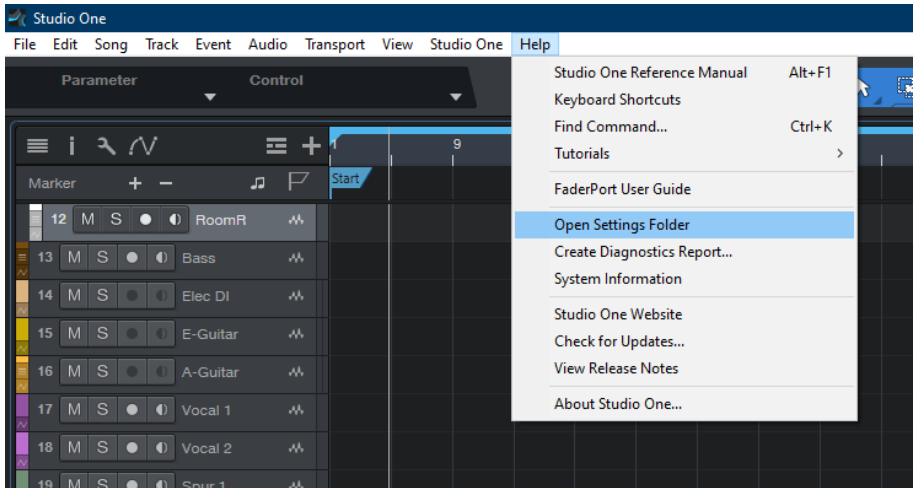 Studio One
File Edit Song Track Event Audio Transport View Studio One Help
Parameter Control
Studio One Reference Manual Alt+F1
Keyboard Shortcuts
Find Command... Ctrl+K
Tutorials
FaderPort User Guide
Open Settings Folder
Create Diagnostics Report...
System Information
Studio One Website
Check for Updates...
View Release Notes
About Studio One...
1 9
Marker Start
12 M S RoomR
13 M S Bass
14 M S Elec DI
15 M S E-Guitar
16 M S A-Guitar
17 M S Vocal 1
18 M S Vocal 2
19 M S Spur 1